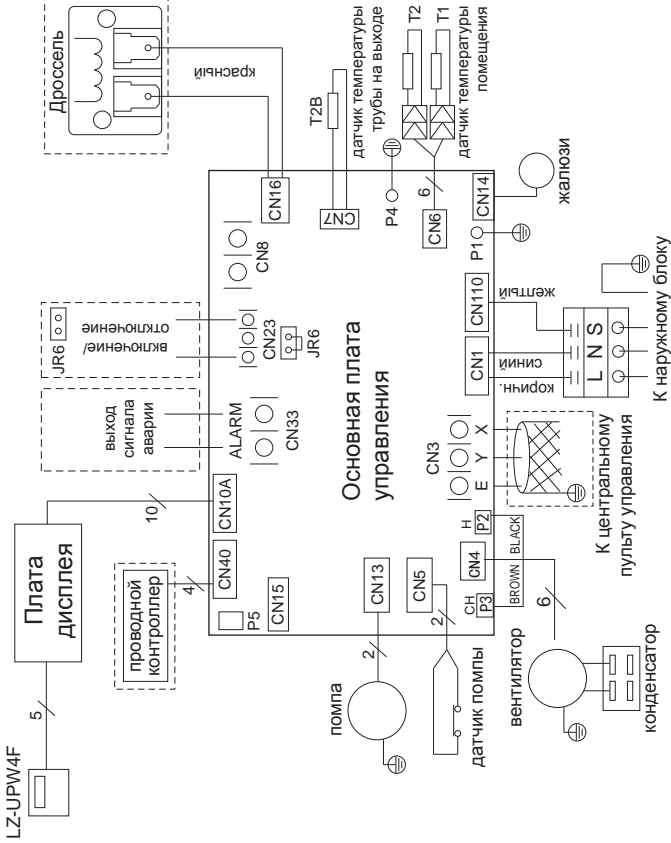 LZ-UPW4F
5
Плата
дисплея
10
проводной
контроллер
4
выход
сигнала
аварии
включение/
отключение
JR6
Дроссель
красный
P5
CN40
CN10A
ALARM
CN33
CN23
JR6
CN8
CN16
CN15
T2B
CN7
датчик температуры
трубы на выходе
P4
T2
T1
6
CN6
датчик температуры
помещения
Основная плата
управления
помпа
2
CN13
датчик помпы
2
CN5
CH
P3
CN4
H
P2
BROWN
BLACK
6
вентилятор
конденсатор
CN3
E
Y
X
К центральному
пульту управления
CN1
CN110
коричн.
синий
жёлтый
L N S
К наружному блоку
P1
CN14
жалюзи